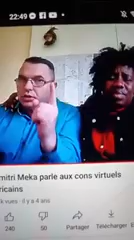 22:49
mitri Meka parle aux cons virtuels
ricains
k vues · il y a 4 ans
240
50
Partager
Télécharger